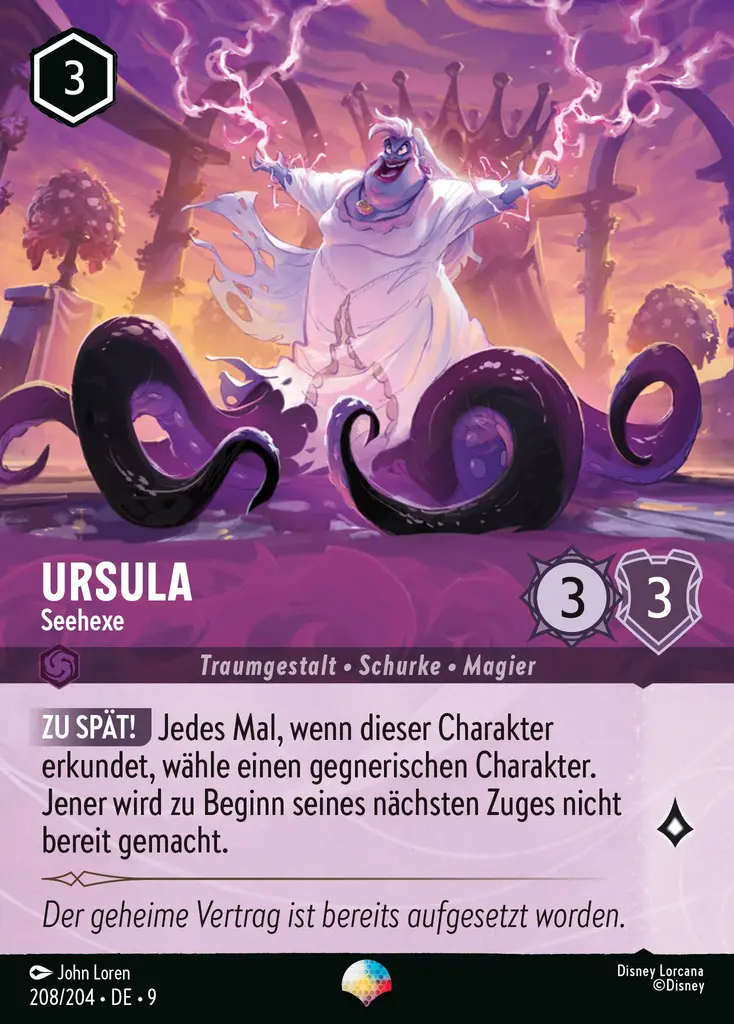 3
URSULA
Seehexe
3
3
Traumgestalt • Schurke • Magier
ZU SPÄT! Jedes Mal, wenn dieser Charakter
erkundet, wähle einen gegnerischen Charakter.
Jener wird zu Beginn seines nächsten Zuges nicht
bereit gemacht.
Der geheime Vertrag ist bereits aufgesetzt worden.
John Loren
208/204 • DE • 9
Disney Lorcana
©Disney